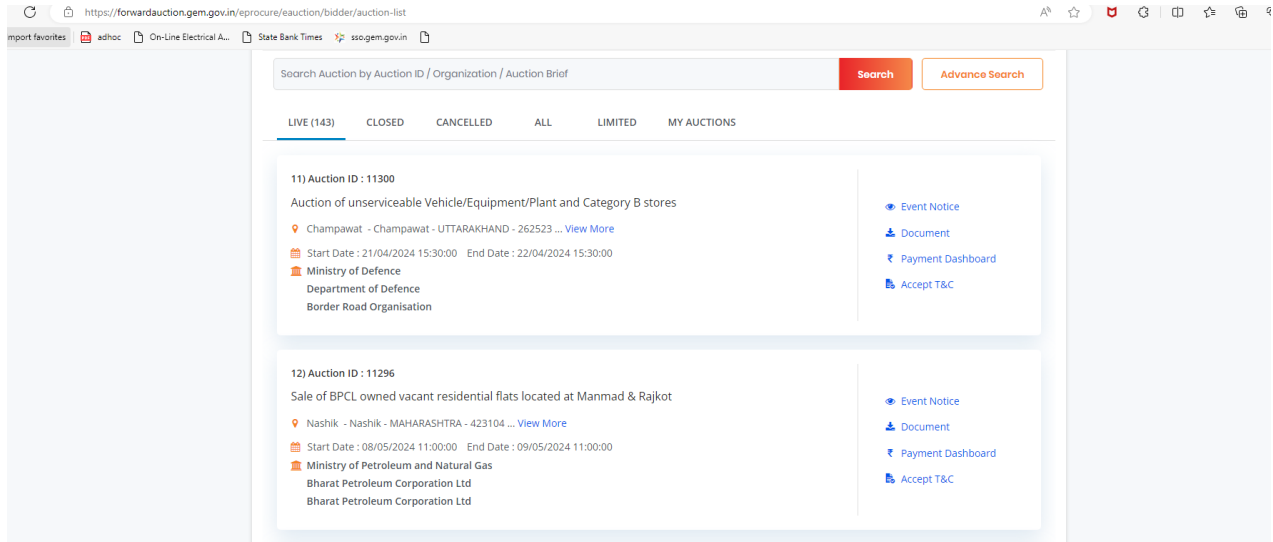 https://forwardauction.gem.gov.in/eprocure/eauction/bidder/auction-list
mport favorites adhoc On-Line Electrical A... State Bank Times sso.gem.gov.in
Search Auction by Auction ID / Organization / Auction Brief Search Advance Search
LIVE (143) CLOSED CANCELLED ALL LIMITED MY AUCTIONS
11) Auction ID : 11300
Auction of unserviceable Vehicle/Equipment/Plant and Category B stores
Champawat - Champawat - UTTARAKHAND - 262523 ... View More
Start Date : 21/04/2024 15:30:00 End Date : 22/04/2024 15:30:00
Ministry of Defence
Department of Defence
Border Road Organisation
Event Notice
Document
₹ Payment Dashboard
Accept T&C
12) Auction ID : 11296
Sale of BPCL owned vacant residential flats located at Manmad & Rajkot
Nashik - Nashik - MAHARASHTRA - 423104 ... View More
Start Date : 08/05/2024 11:00:00 End Date : 09/05/2024 11:00:00
Ministry of Petroleum and Natural Gas
Bharat Petroleum Corporation Ltd
Bharat Petroleum Corporation Ltd
Event Notice
Document
₹ Payment Dashboard
Accept T&C